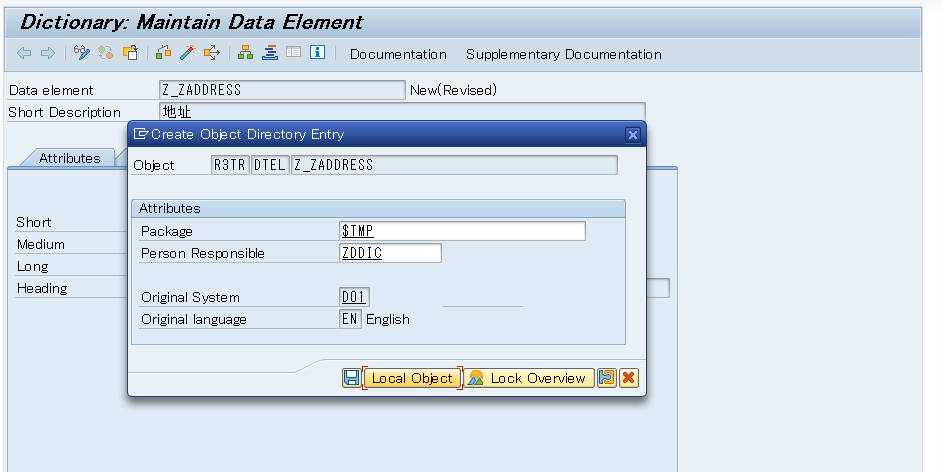 Dictionary: Maintain Data Element
Documentation Supplementary Documentation
Data element Z_ZADDRESS New(Revised)
Short Description 地址
Create Object Directory Entry
Attributes
Object R3TR DTEL Z_ZADDRESS
Attributes
Short
Package $TMP
Medium
Person Responsible ZDDIC
Long
Heading
Original System D01
Original language EN English
Local Object Lock Overview